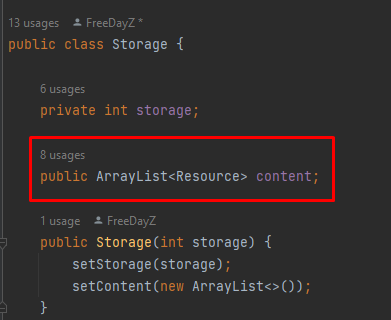 13 usages FreeDayZ *
public class Storage {
6 usages
private int storage;
8 usages
public ArrayList<Resource> content;
1 usage FreeDayZ
public Storage(int storage) {
setStorage(storage);
setContent(new ArrayList<>());
}